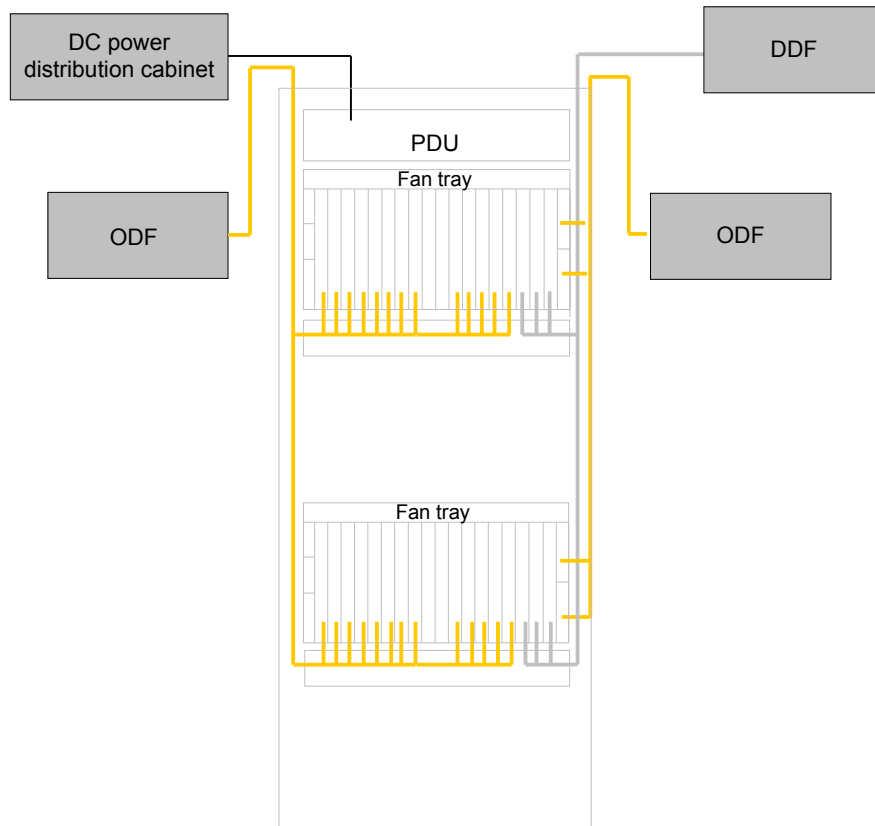 DC power
distribution cabinet
DDF
PDU
Fan tray
ODF
ODF
Fan tray